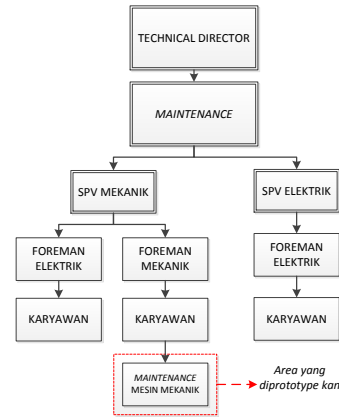 TECHNICAL DIRECTOR
MAINTENANCE
SPV MEKANIK
SPV ELEKTRIK
FOREMAN
ELEKTRIK
FOREMAN
MEKANIK
FOREMAN
ELEKTRIK
KARYAWAN
KARYAWAN
KARYAWAN
MAINTENANCE
MESIN MEKANIK
Area yang
diprototype kan